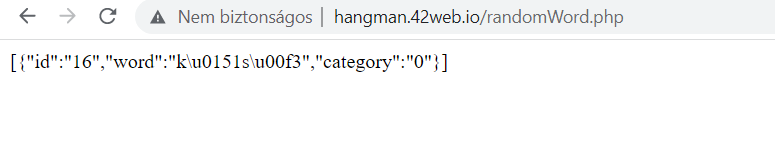 Nem biztonságos | hangman.42web.io/randomWord.php
[{"id":"16","word":"k\u0151s\u00f3","category":"0"}]